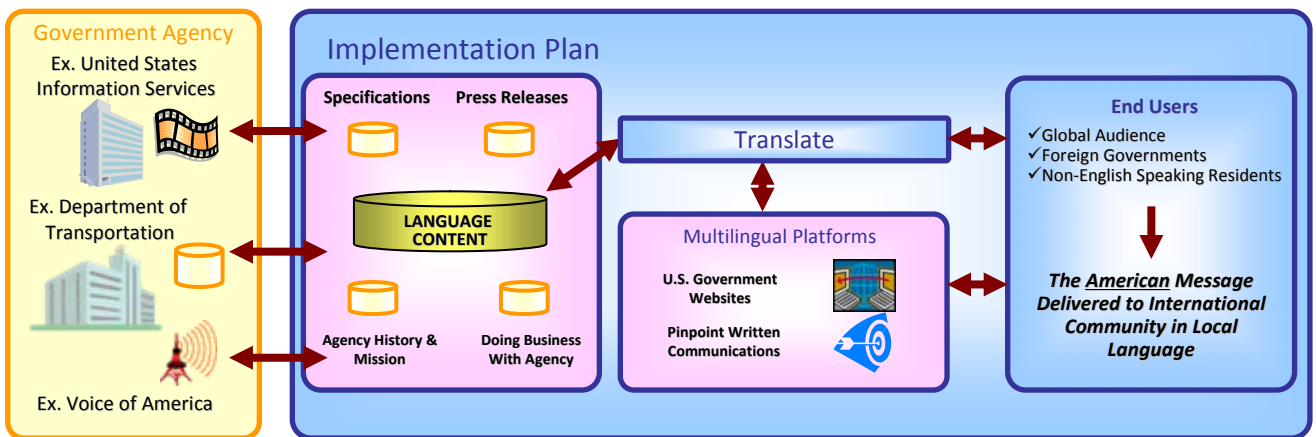 Government Agency
Ex. United States
Information Services
Ex. Department of
Transportation
Ex. Voice of America
Implementation Plan
Specifications
Press Releases
LANGUAGE
CONTENT
Agency History &
Mission
Doing Business
With Agency
Translate
Multilingual Platforms
U.S. Government
Websites
Pinpoint Written
Communications
End Users
✓Global Audience
✓Foreign Governments
✓Non-English Speaking Residents
The American Message
Delivered to International
Community in Local
Language